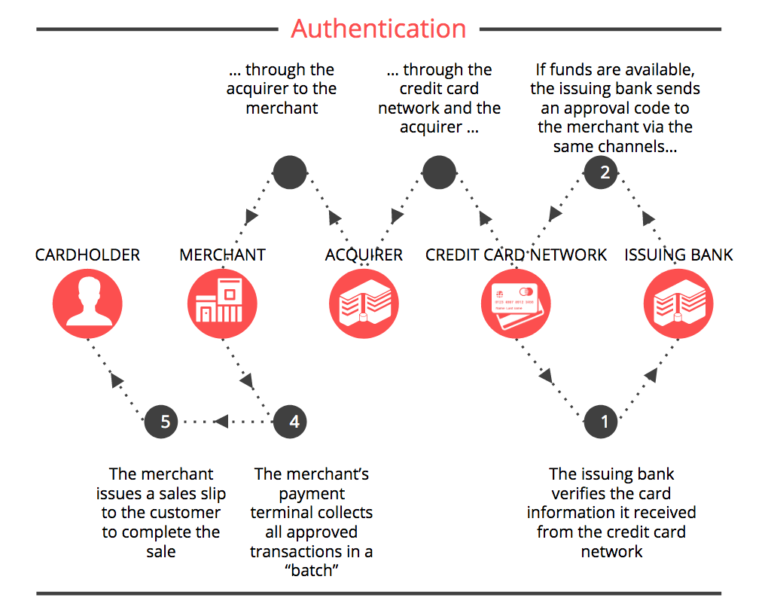 Authentication
... through the
acquirer to the
merchant
... through the
credit card
network and the
acquirer ...
If funds are available,
the issuing bank sends
an approval code to
the merchant via the
same channels...
2
CARDHOLDER
MERCHANT
ACQUIRER
CREDIT CARD NETWORK
ISSUING BANK
5
4
1
The merchant
issues a sales slip
to the customer
to complete the
sale
The merchant’s
payment
terminal collects
all approved
transactions in a
“batch”
The issuing bank
verifies the card
information it received
from the credit card
network